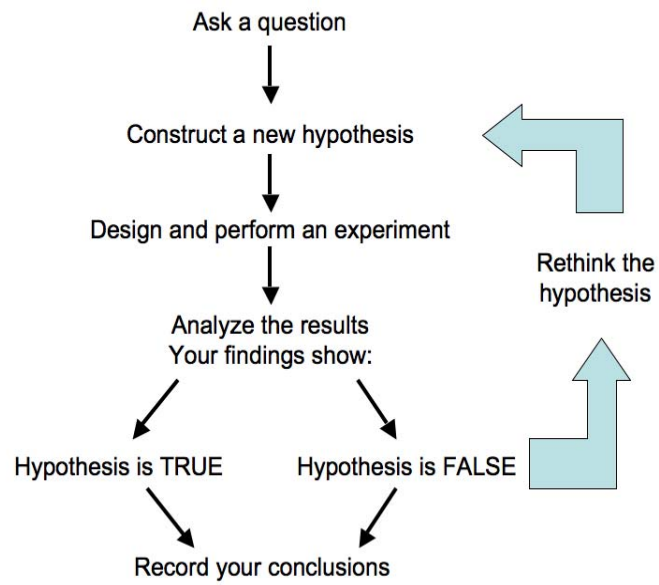 Ask a question
Construct a new hypothesis
Design and perform an experiment
Rethink the
hypothesis
Analyze the results
Your findings show:
Hypothesis is TRUE
Hypothesis is FALSE
Record your conclusions